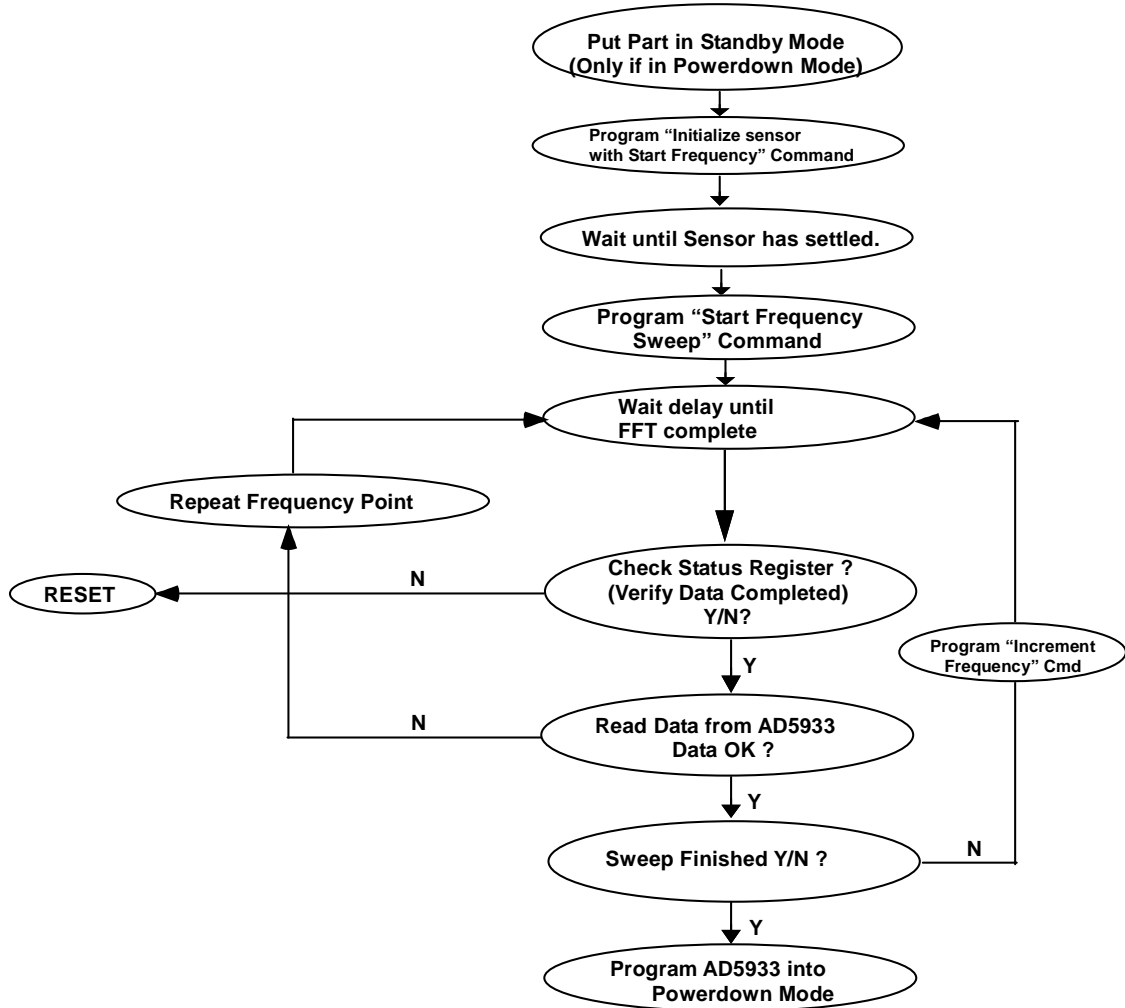 Put Part in Standby Mode
(Only if in Powerdown Mode)
Program “Initialize sensor
with Start Frequency” Command
Wait until Sensor has settled.
Program “Start Frequency
Sweep” Command
Wait delay until
FFT complete
Repeat Frequency Point
Check Status Register ?
(Verify Data Completed)
Y/N?
N
RESET
Program “Increment
Frequency” Cmd
Y
Read Data from AD5933
Data OK ?
N
Y
Sweep Finished Y/N ?
N
Y
Program AD5933 into
Powerdown Mode